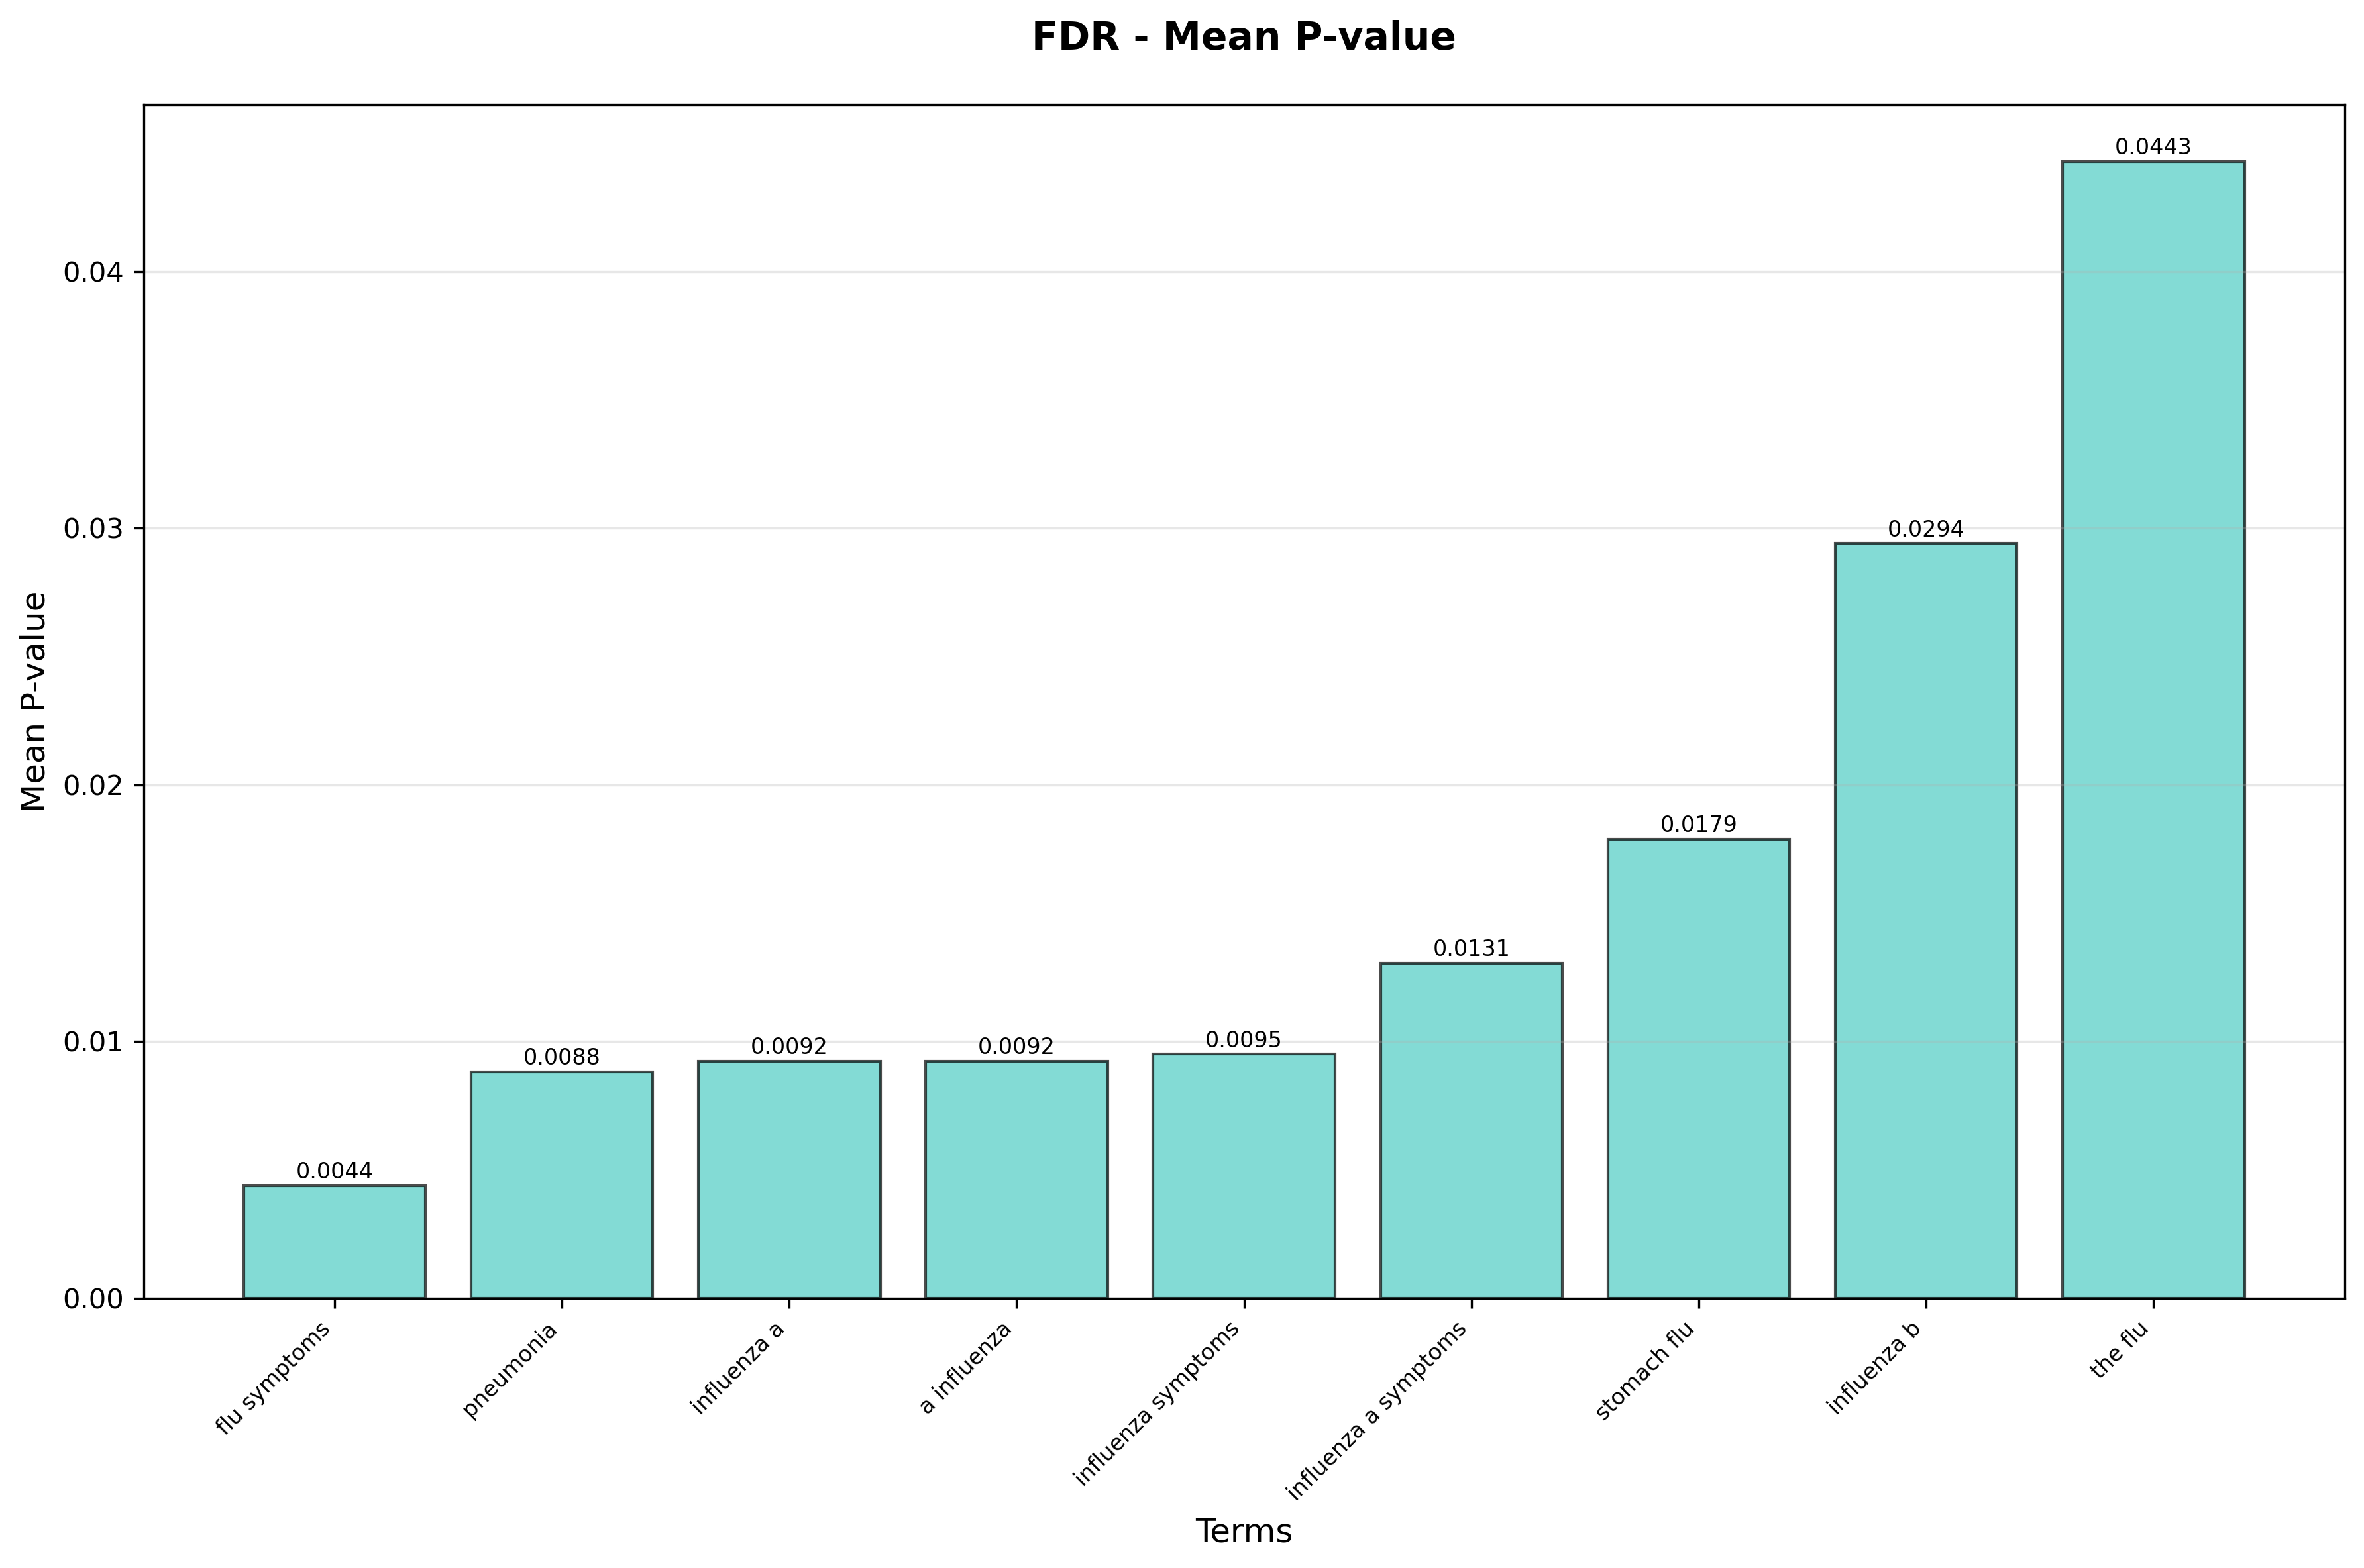 FDR - Mean P-value
Mean P-value
0.04
0.03
0.02
0.01
0.00
0.0044
0.0088
0.0092
0.0092
0.0095
0.0131
0.0179
0.0294
0.0443
flu symptoms
pneumonia
influenza a
a influenza
influenza symptoms
influenza a symptoms
stomach flu
influenza b
the flu
Terms